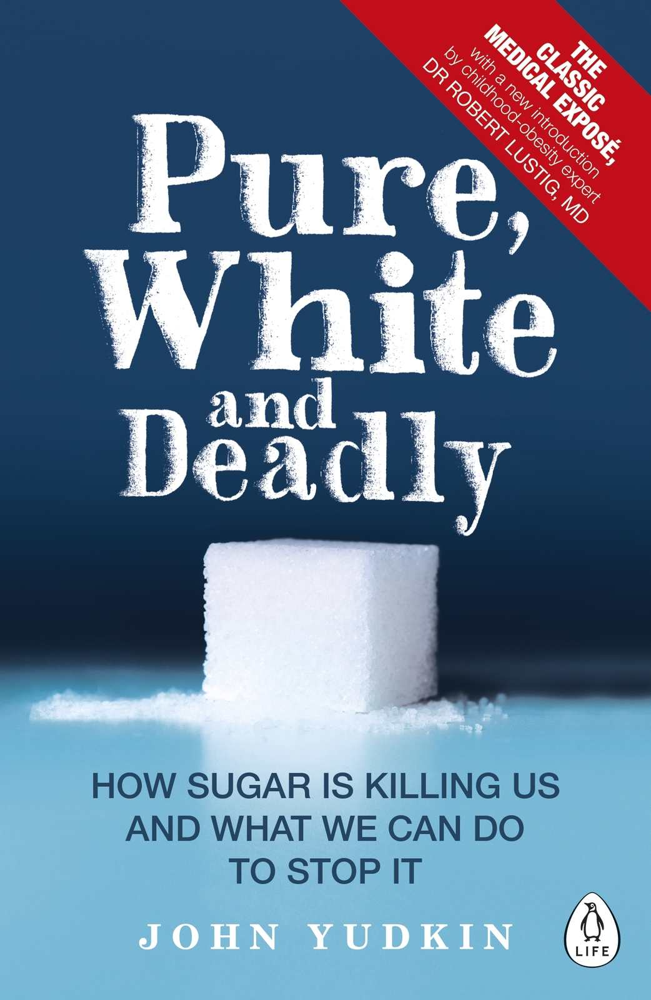 THE
CLASSIC
MEDICAL EXPOSÉ,
with a new introduction
by childhood-obesity expert
DR ROBERT LUSTIG, MD
Pure,
White
and
Deadly
HOW SUGAR IS KILLING US
AND WHAT WE CAN DO
TO STOP IT
JOHN YUDKIN
LIFE